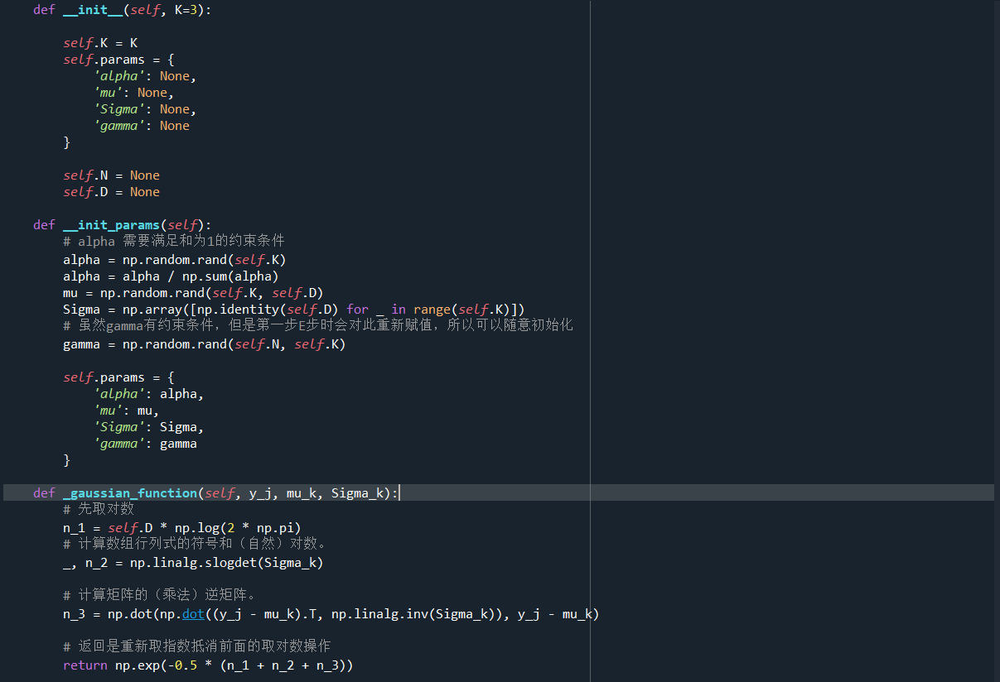 def __init__(self, K=3):
self.K = K
self.params = {
'alpha': None,
'mu': None,
'Sigma': None,
'gamma': None
}
self.N = None
self.D = None
def __init_params(self):
# alpha 需要满足和为1的约束条件
alpha = np.random.rand(self.K)
alpha = alpha / np.sum(alpha)
mu = np.random.rand(self.K, self.D)
Sigma = np.array([np.identity(self.D) for _ in range(self.K)])
# 虽然gamma有约束条件，但是第一步E步时会对此重新赋值，所以可以随意初始化
gamma = np.random.rand(self.N, self.K)
self.params = {
'alpha': alpha,
'mu': mu,
'Sigma': Sigma,
'gamma': gamma
}
def _gaussian_function(self, y_j, mu_k, Sigma_k):
# 先取对数
n_1 = self.D * np.log(2 * np.pi)
# 计算数组行列式的符号和（自然）对数。
_, n_2 = np.linalg.slogdet(Sigma_k)
# 计算矩阵的（乘法）逆矩阵。
n_3 = np.dot(np.dot((y_j - mu_k).T, np.linalg.inv(Sigma_k)), y_j - mu_k)
# 返回是重新取指数抵消前面的取对数操作
return np.exp(-0.5 * (n_1 + n_2 + n_3))